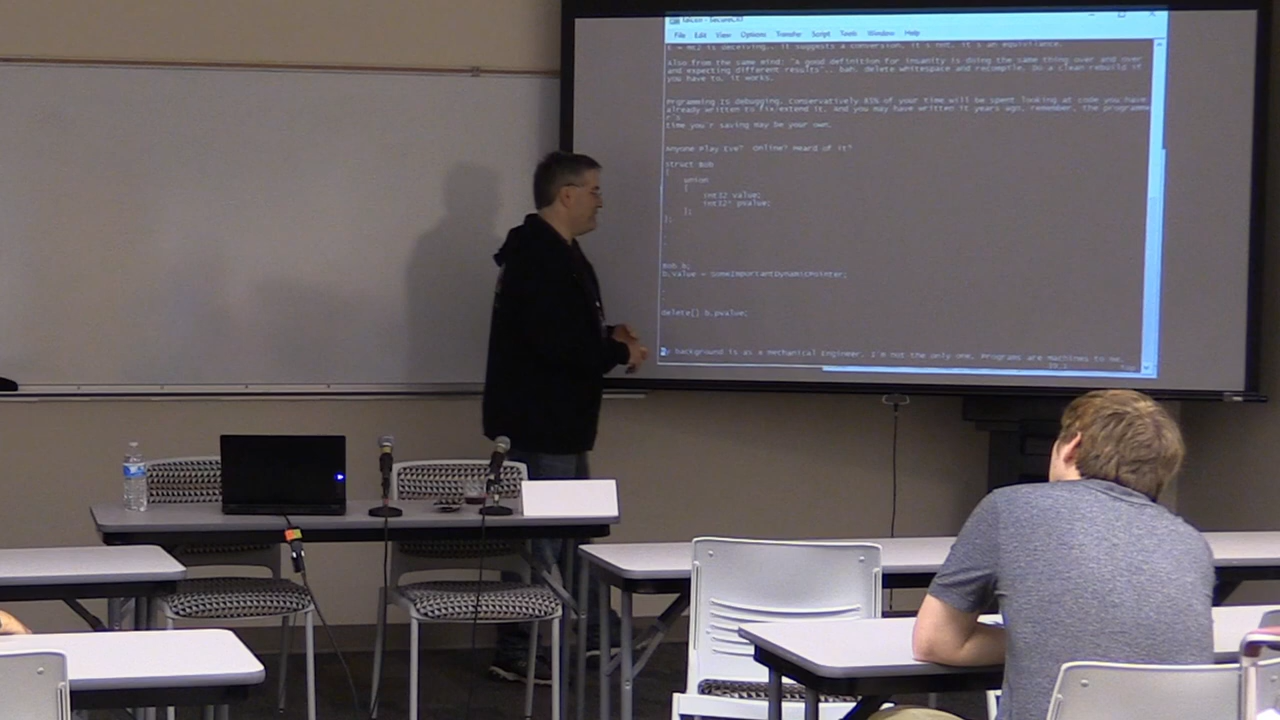 falcon - SecureCRT
File Edit View Options Transfer Script Tools Window Help
E = mc2 is deceiving.. it suggests a conversion, it's not, it's an equiviliance.
Also from the same mind: "A good definition for insanity is doing the same thing over and over
and expecting different results".. bah. delete whitespace and recompile. Do a clean rebuild if
you have to, it works.
Prgramming IS debugging. Conservatively 85% of your time will be spent looking at code you have
already written to fix/extend it. And you may have written it years ago, remember, the programme
r's
time you'r saving may be your own.
Anyone Play Eve? Online? Heard of it?
struct Bob
{
union
{
int32 value;
int32* pvalue;
};
};
.
.
.
Bob b;
b.value = SomeImportantDynamicPointer;
.
.
.
delete[] b.pvalue;
My background is as a mechanical Engineer. I'm not the only one. Programs are machines to me.
Top